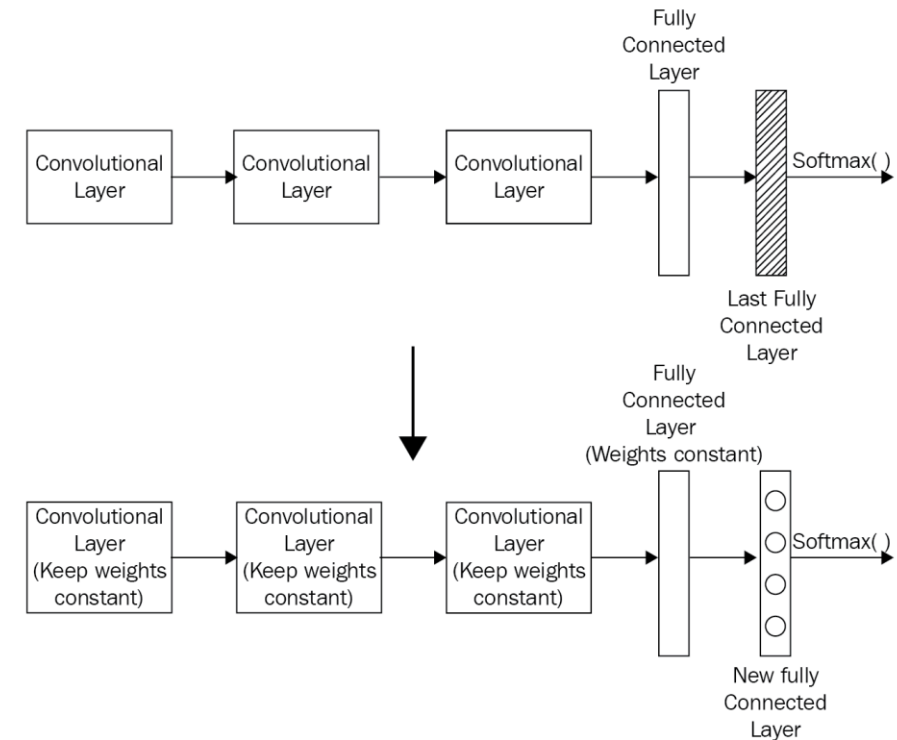 Fully
Connected
Layer
Convolutional
Layer
Convolutional
Layer
Convolutional
Layer
Softmax( )
Last Fully
Connected
Layer
Fully
Connected
Layer
(Weights constant)
Convolutional
Layer
(Keep weights
constant)
Convolutional
Layer
(Keep weights
constant)
Convolutional
Layer
(Keep weights
constant)
Softmax( )
New fully
Connected
Layer